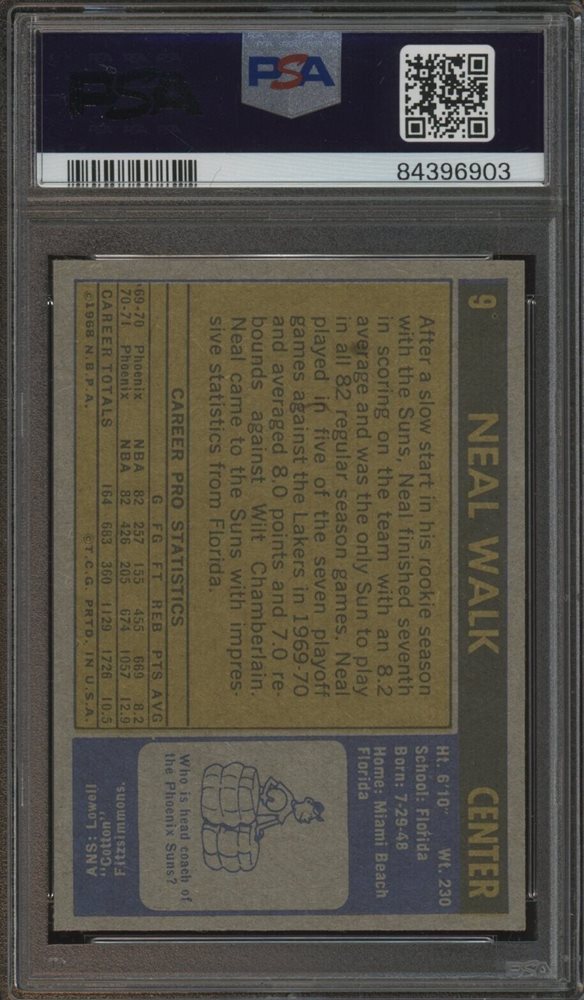 PSA
PSA
84396903
9 NEAL WALK CENTER
After a slow start in his rookie season
with the Suns, Neal finished seventh
in scoring on the team with an 8.2
average and was the only Sun to play
in all 82 regular season games. Neal
played in five of the seven playoff
games against the Lakers in 1969-70
and averaged 8.0 points and 7.0 re-
bounds against Wilt Chamberlain.
Neal came to the Suns with impres-
sive statistics from Florida.
CAREER PRO STATISTICS
G FG FT REB PTS AVG
69-70 Phoenix NBA 82 257 155 455 669 8.2
70-71 Phoenix NBA 82 426 205 674 1057 12.9
CAREER TOTALS 164 683 360 1129 1726 10.5
©1968 N.B.P.A. ©T.C.G. PRTD. IN U.S.A.
Ht. 6'10" Wt. 230
School: Florida
Born: 7-29-48
Home: Miami Beach
Florida
Who is head coach of
the Phoenix Suns?
ANS: Lowell
"Cotton"
Fitzsimmons.